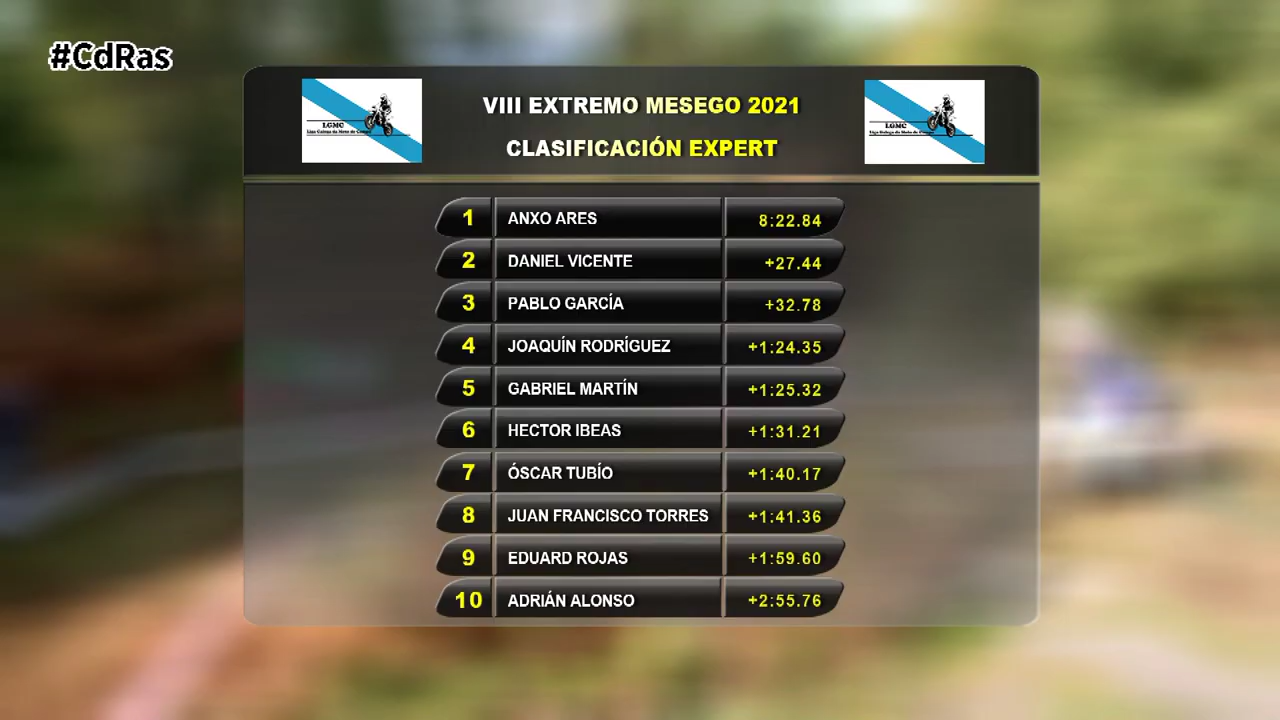 #CdRas
VIII EXTREMO MESEGO 2021
CLASIFICACIÓN EXPERT
LGMC
LGMC
1 ANXO ARES 8:22.84
2 DANIEL VICENTE +27.44
3 PABLO GARCÍA +32.78
4 JOAQUÍN RODRÍGUEZ +1:24.35
5 GABRIEL MARTÍN +1:25.32
6 HECTOR IBEAS +1:31.21
7 ÓSCAR TUBÍO +1:40.17
8 JUAN FRANCISCO TORRES +1:41.36
9 EDUARD ROJAS +1:59.60
10 ADRIÁN ALONSO +2:55.76